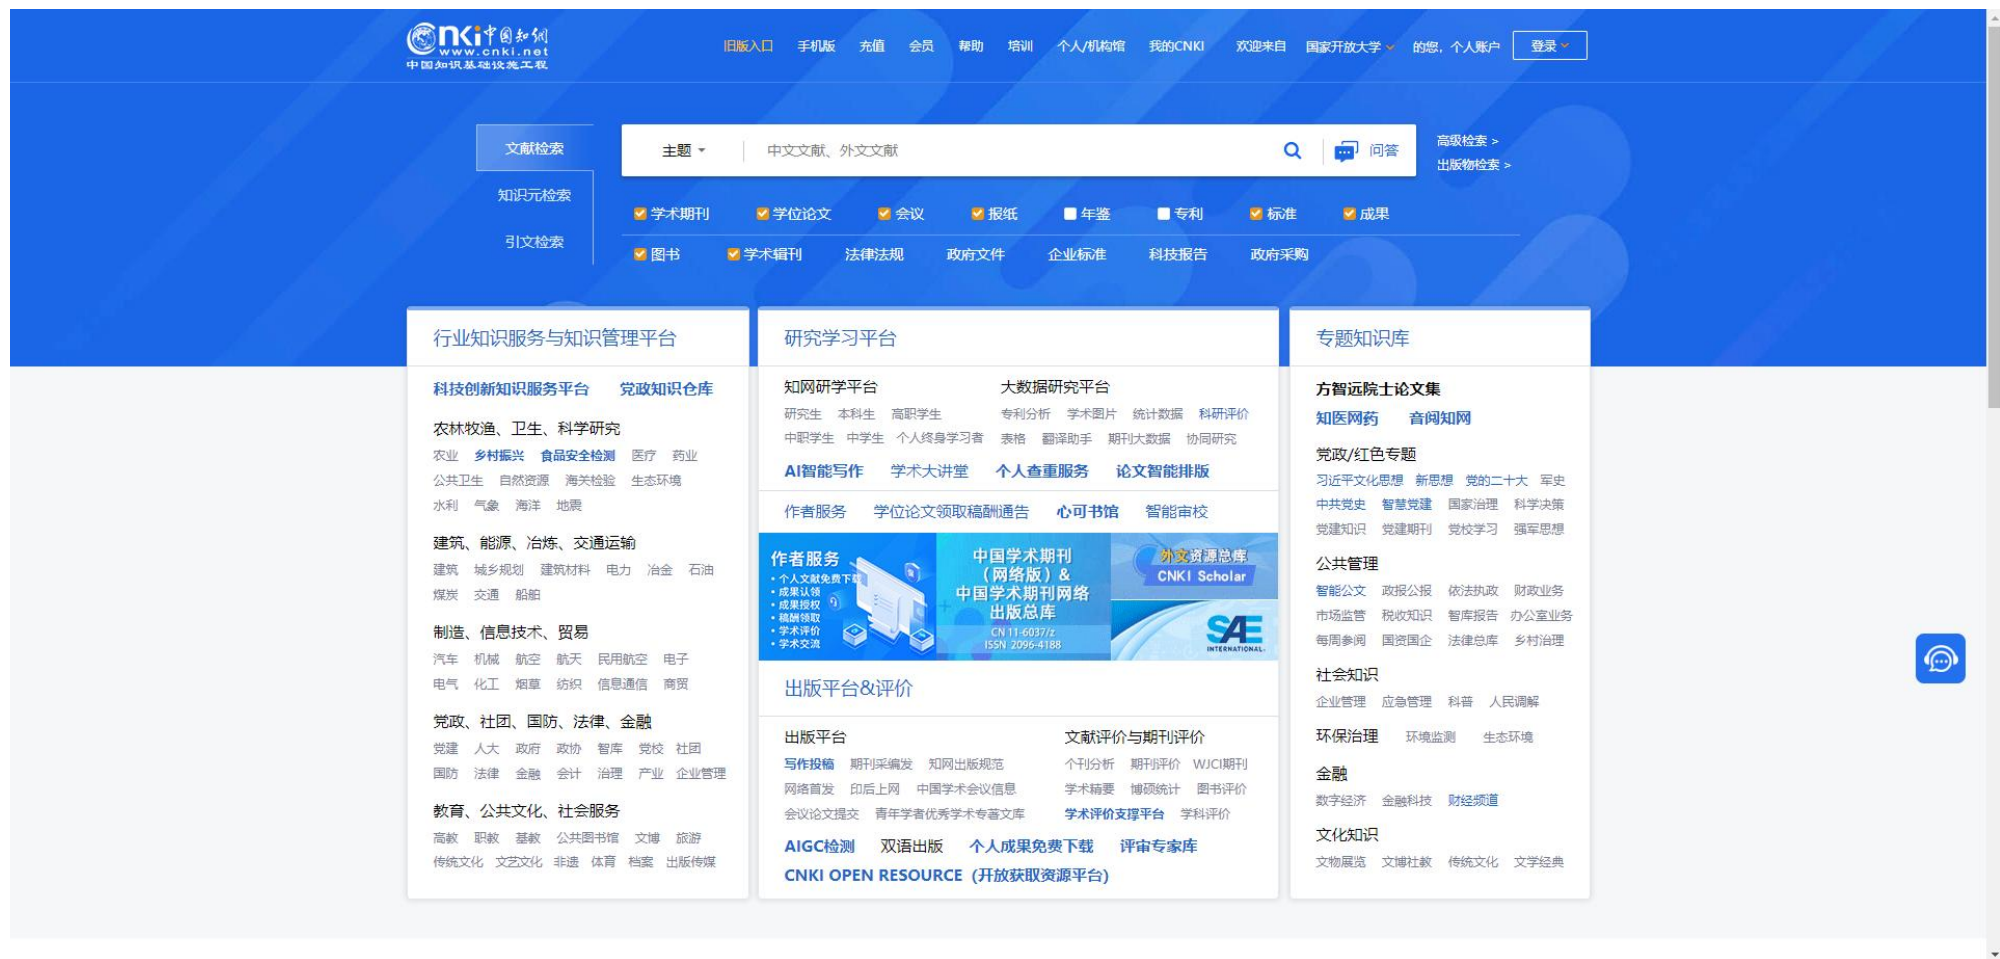 cnki中国知网
www.cnki.net
中国知识基础设施工程
旧版入口 手机版 充值 会员 帮助 培训 个人/机构馆 我的CNKI 欢迎来自 国家开放大学 的您，个人账户 登录
文献检索
知识元检索
引文检索
主题 中文文献、外文文献 问答
高级检索 >
出版物检索 >
学术期刊 学位论文 会议 报纸 年鉴 专利 标准 成果
图书 学术辑刊 法律法规 政府文件 企业标准 科技报告 政府采购
行业知识服务与知识管理平台
科技创新知识服务平台 党政知识仓库
农林牧渔、卫生、科学研究
农业 乡村振兴 食品安全检测 医疗 药业
公共卫生 自然资源 海关检验 生态环境
水利 气象 海洋 地震
建筑、能源、冶炼、交通运输
建筑 城乡规划 建筑材料 电力 冶金 石油
煤炭 交通 船舶
制造、信息技术、贸易
汽车 机械 航空 航天 民用航空 电子
电气 化工 烟草 纺织 信息通信 商贸
党政、社团、国防、法律、金融
党建 人大 政府 政协 智库 党校 社团
国防 法律 金融 会计 治理 产业 企业管理
教育、公共文化、社会服务
高教 职教 基教 公共图书馆 文博 旅游
传统文化 文艺文化 非遗 体育 档案 出版传媒
研究学习平台
知网研学平台
研究生 本科生 高职学生
中职学生 中学生 个人终身学习者
大数据研究平台
专利分析 学术图片 统计数据 科研评价
表格 翻译助手 期刊大数据 协同研究
AI智能写作 学术大讲堂 个人查重服务 论文智能排版
作者服务 学位论文领取稿酬通告 心可书馆 智能审校
作者服务
• 个人文献免费下载
• 成果认领
• 成果授权
• 稿酬领取
• 学术评价
• 学术交流
中国学术期刊
（网络版）&
中国学术期刊网络
出版总库
CN 11-6037/z
ISSN 2096-4188
外文资源总库
CNKI Scholar
SAE
INTERNATIONAL.
出版平台&评价
出版平台
写作投稿 期刊采编发 知网出版规范
网络首发 印后上网 中国学术会议信息
会议论文提交 青年学者优秀学术专著文库
文献评价与期刊评价
个刊分析 期刊评价 WJCI期刊
学术精要 博硕统计 图书评价
学术评价支撑平台 学科评价
AIGC检测 双语出版 个人成果免费下载 评审专家库
CNKI OPEN RESOURCE (开放获取资源平台)
专题知识库
方智远院士论文集
知医网药 音阅知网
党政/红色专题
习近平文化思想 新思想 党的二十大 军史
中共党史 智慧党建 国家治理 科学决策
党建知识 党建期刊 党校学习 强军思想
公共管理
智能公文 政报公报 依法执政 财政业务
市场监管 税收知识 智库报告 办公室业务
每周参阅 国资国企 法律总库 乡村治理
社会知识
企业管理 应急管理 科普 人民调解
环保治理 环境监测 生态环境
金融
数字经济 金融科技 财经频道
文化知识
文物展览 文博社教 传统文化 文学经典